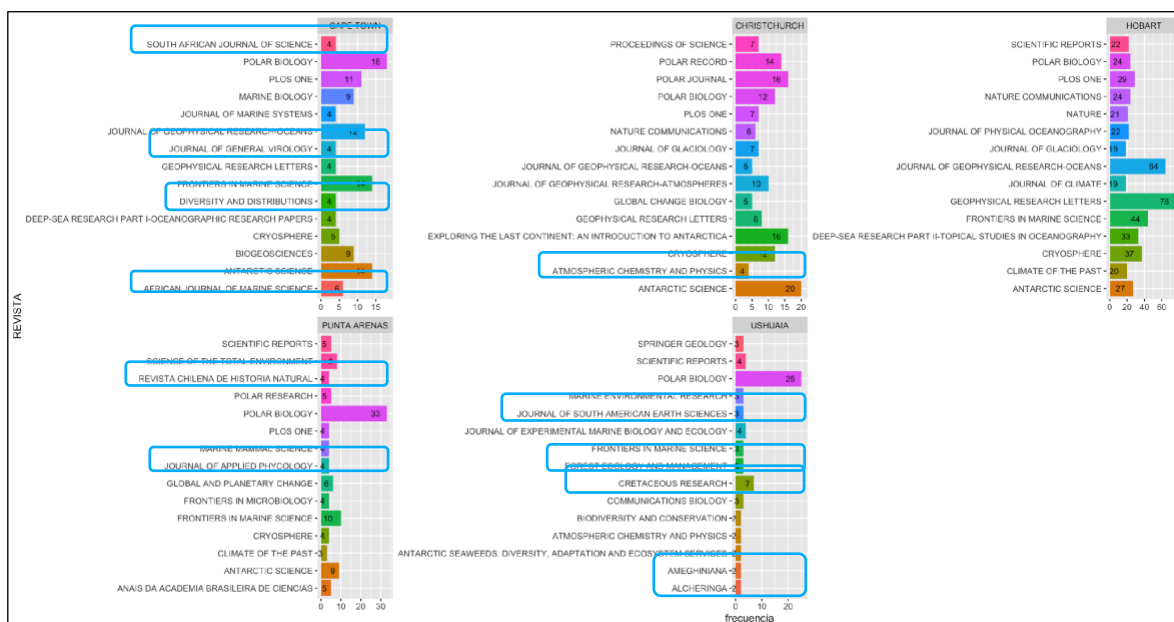 REVISTA
CAPE TOWN
SOUTH AFRICAN JOURNAL OF SCIENCE 4
POLAR BIOLOGY 18
PLOS ONE 11
MARINE BIOLOGY 9
JOURNAL OF MARINE SYSTEMS 4
JOURNAL OF GEOPHYSICAL RESEARCH-OCEANS 12
JOURNAL OF GENERAL VIROLOGY 4
GEOPHYSICAL RESEARCH LETTERS 4
FRONTIERS IN MARINE SCIENCE
DIVERSITY AND DISTRIBUTIONS 4
DEEP-SEA RESEARCH PART I-OCEANOGRAPHIC RESEARCH PAPERS 4
CRYOSPHERE 5
BIOGEOSCIENCES 9
ANTARCTIC SCIENCE
AFRICAN JOURNAL OF MARINE SCIENCE 6
0 5 10 15
CHRISTCHURCH
PROCEEDINGS OF SCIENCE 7
POLAR RECORD 14
POLAR JOURNAL 16
POLAR BIOLOGY 12
PLOS ONE 7
NATURE COMMUNICATIONS 6
JOURNAL OF GLACIOLOGY 7
JOURNAL OF GEOPHYSICAL RESEARCH-OCEANS 5
JOURNAL OF GEOPHYSICAL RESEARCH-ATMOSPHERES 10
GLOBAL CHANGE BIOLOGY 5
GEOPHYSICAL RESEARCH LETTERS 8
EXPLORING THE LAST CONTINENT: AN INTRODUCTION TO ANTARCTICA 16
CRYOSPHERE 12
ATMOSPHERIC CHEMISTRY AND PHYSICS 4
ANTARCTIC SCIENCE 20
0 5 10 15 20
HOBART
SCIENTIFIC REPORTS 22
POLAR BIOLOGY 24
PLOS ONE 29
NATURE COMMUNICATIONS 24
NATURE 21
JOURNAL OF PHYSICAL OCEANOGRAPHY 22
JOURNAL OF GLACIOLOGY 19
JOURNAL OF GEOPHYSICAL RESEARCH-OCEANS 64
JOURNAL OF CLIMATE 19
GEOPHYSICAL RESEARCH LETTERS 76
FRONTIERS IN MARINE SCIENCE 44
DEEP-SEA RESEARCH PART II-TOPICAL STUDIES IN OCEANOGRAPHY 33
CRYOSPHERE 37
CLIMATE OF THE PAST 20
ANTARCTIC SCIENCE 27
0 20 40 60
PUNTA ARENAS
SCIENTIFIC REPORTS 5
SCIENCE OF THE TOTAL ENVIRONMENT
REVISTA CHILENA DE HISTORIA NATURAL 4
POLAR RESEARCH 5
POLAR BIOLOGY 33
PLOS ONE 4
MARINE MAMMAL SCIENCE 4
JOURNAL OF APPLIED PHYCOLOGY 4
GLOBAL AND PLANETARY CHANGE 6
FRONTIERS IN MICROBIOLOGY 4
FRONTIERS IN MARINE SCIENCE 10
CRYOSPHERE 4
CLIMATE OF THE PAST 3
ANTARCTIC SCIENCE 9
ANAIS DA ACADEMIA BRASILEIRA DE CIENCIAS 5
0 10 20 30
USHUAIA
SPRINGER GEOLOGY 3
SCIENTIFIC REPORTS 4
POLAR BIOLOGY 25
MARINE ENVIRONMENTAL RESEARCH 3
JOURNAL OF SOUTH AMERICAN EARTH SCIENCES 3
JOURNAL OF EXPERIMENTAL MARINE BIOLOGY AND ECOLOGY 4
FRONTIERS IN MARINE SCIENCE 3
FOREST ECOLOGY AND MANAGEMENT
CRETACEOUS RESEARCH 7
COMMUNICATIONS BIOLOGY 3
BIODIVERSITY AND CONSERVATION 2
ATMOSPHERIC CHEMISTRY AND PHYSICS 2
ANTARCTIC SEAWEEDS: DIVERSITY, ADAPTATION AND ECOSYSTEM SERVICES 2
AMEGHINIANA 2
ALCHERINGA 2
0 10 20
frecuencia